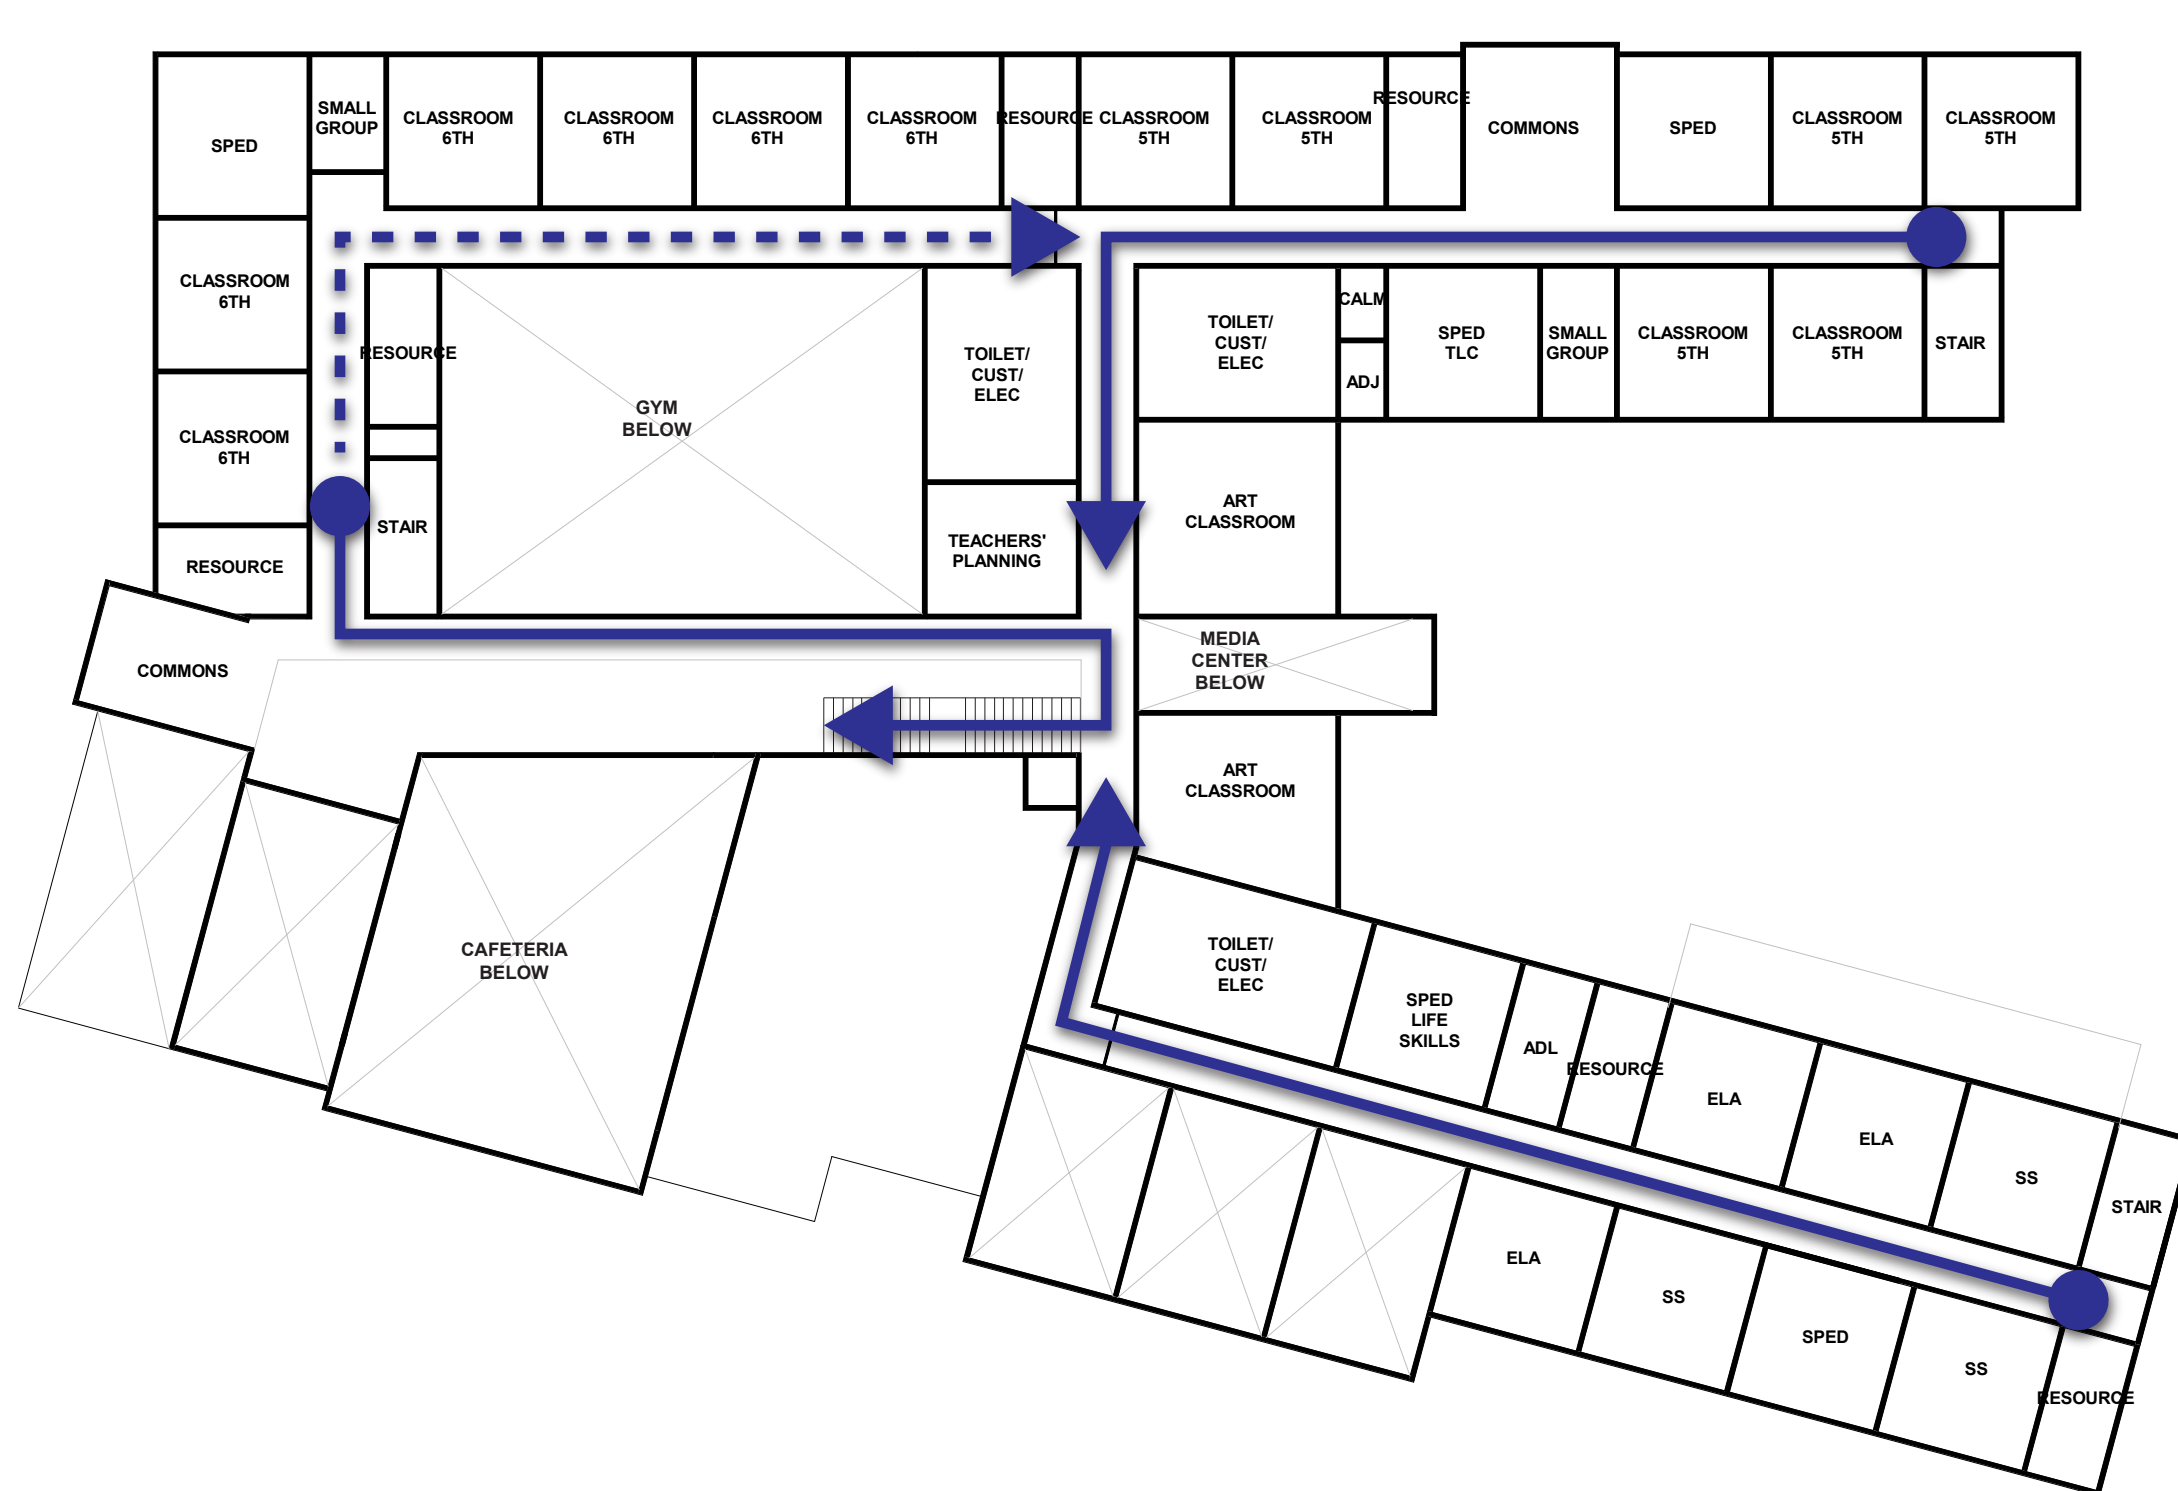 SPED
SMALL
GROUP
CLASSROOM
6TH
CLASSROOM
6TH
CLASSROOM
6TH
CLASSROOM
6TH
RESOURCE
CLASSROOM
5TH
CLASSROOM
5TH
RESOURCE
COMMONS
SPED
CLASSROOM
5TH
CLASSROOM
5TH
CLASSROOM
6TH
RESOURCE
GYM
BELOW
TOILET/
CUST/
ELEC
TOILET/
CUST/
ELEC
CALM
ADJ
SPED
TLC
SMALL
GROUP
CLASSROOM
5TH
CLASSROOM
5TH
STAIR
CLASSROOM
6TH
STAIR
TEACHERS'
PLANNING
ART
CLASSROOM
RESOURCE
COMMONS
MEDIA
CENTER
BELOW
ART
CLASSROOM
CAFETERIA
BELOW
TOILET/
CUST/
ELEC
SPED
LIFE
SKILLS
ADL
RESOURCE
ELA
ELA
SS
STAIR
ELA
SS
SPED
SS
RESOURCE